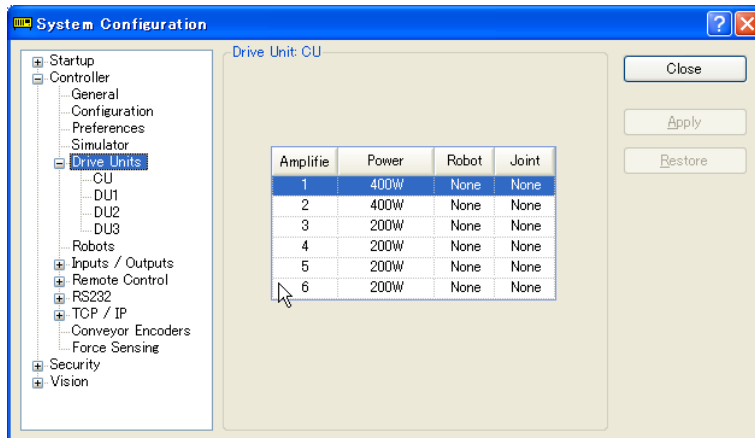 System Configuration
Startup
Controller
General
Configuration
Preferences
Simulator
Drive Units
CU
DU1
DU2
DU3
Robots
Inputs / Outputs
Remote Control
RS232
TCP / IP
Conveyor Encoders
Force Sensing
Security
Vision
Drive Unit: CU
Amplifie Power Robot Joint
1 400W None None
2 400W None None
3 200W None None
4 200W None None
5 200W None None
6 200W None None
Close
Apply
Restore